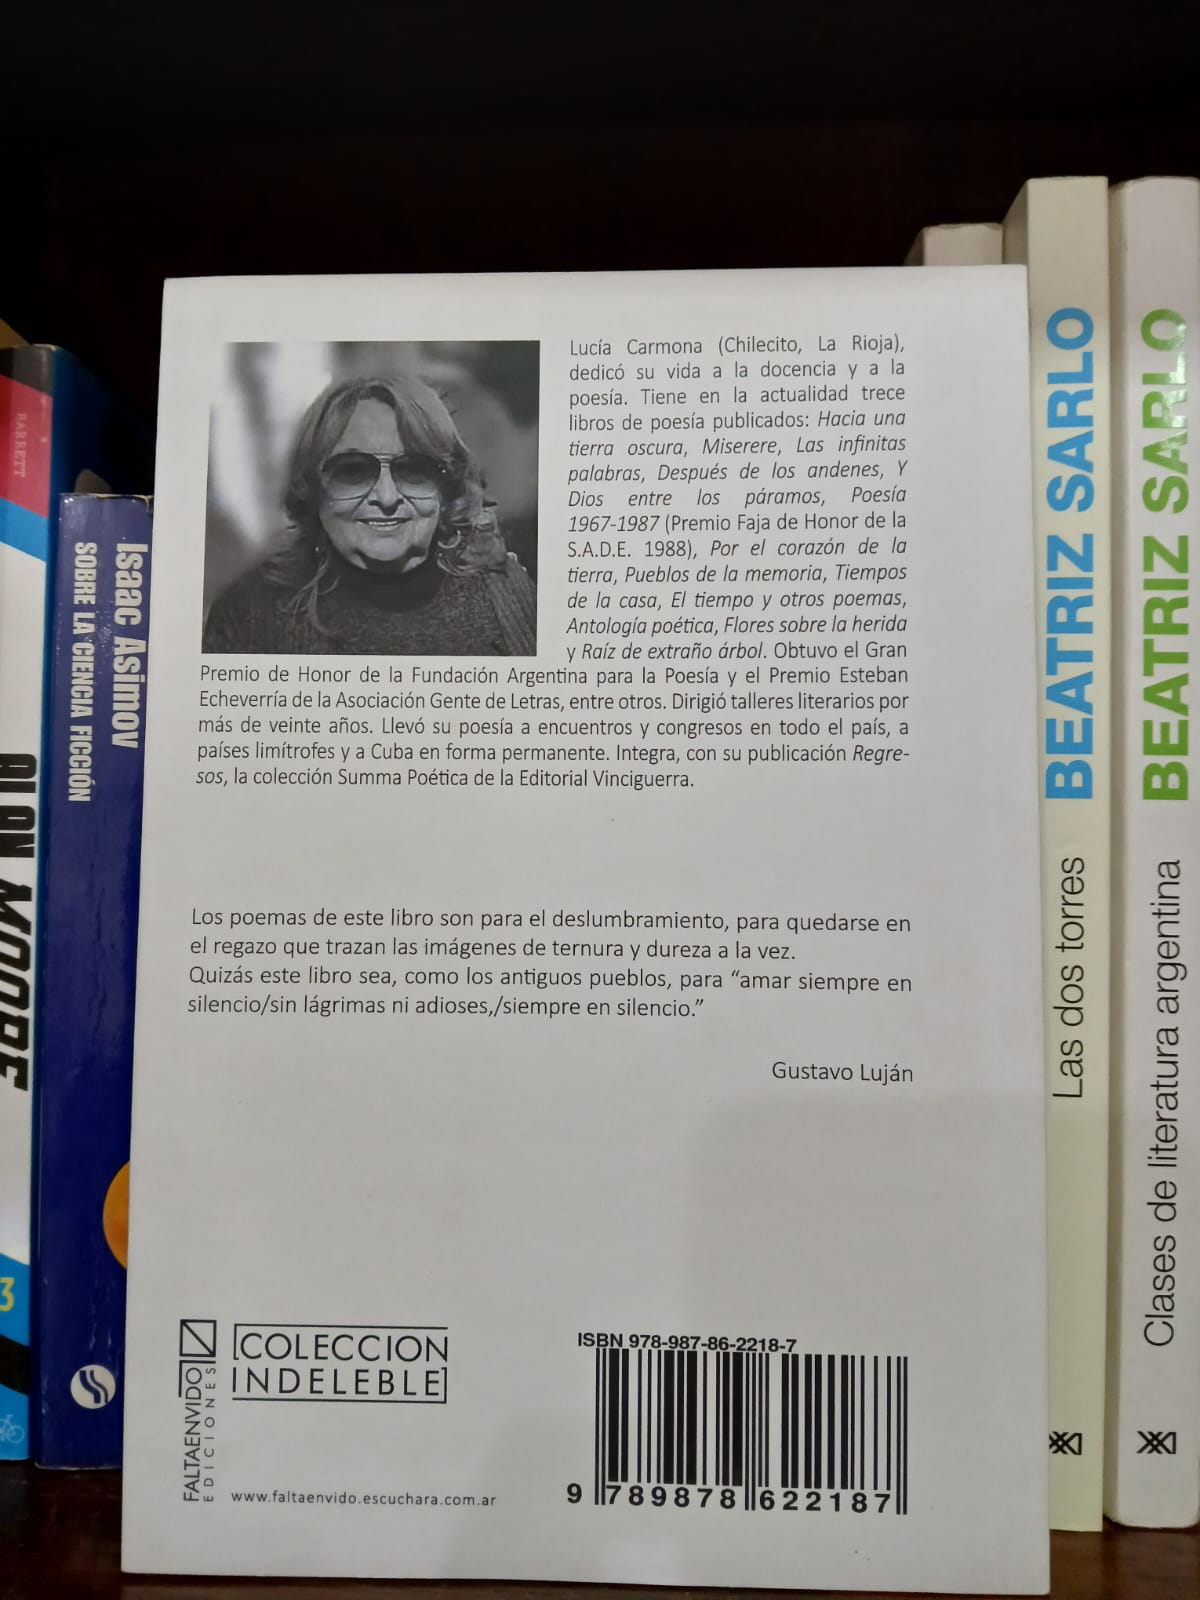 Lucía Carmona (Chilecito, La Rioja),
dedicó su vida a la docencia y a la
poesía. Tiene en la actualidad trece
libros de poesía publicados: Hacia una
tierra oscura, Miserere, Las infinitas
palabras, Después de los andenes, Y
Dios entre los páramos, Poesía
1967-1987 (Premio Faja de Honor de la
S.A.D.E. 1988), Por el corazón de la
tierra, Pueblos de la memoria, Tiempos
de la casa, El tiempo y otros poemas,
Antología poética, Flores sobre la herida
y Raíz de extraño árbol. Obtuvo el Gran
Premio de Honor de la Fundación Argentina para la Poesía y el Premio Esteban
Echeverría de la Asociación Gente de Letras, entre otros. Dirigió talleres literarios por
más de veinte años. Llevó su poesía a encuentros y congresos en todo el país, a
países limítrofes y a Cuba en forma permanente. Integra, con su publicación Regre-
sos, la colección Summa Poética de la Editorial Vinciguerra.
Los poemas de este libro son para el deslumbramiento, para quedarse en
el regazo que trazan las imágenes de ternura y dureza a la vez.
Quizás este libro sea, como los antiguos pueblos, para “amar siempre en
silencio/sin lágrimas ni adioses,/siempre en silencio.”
Gustavo Luján
FALTAENVIDO
EDICIONES
COLECCION
INDELEBLE
www.faltaenvido.escuchara.com.ar
ISBN 978-987-86-2218-7
9 789878 622187
BARRETT
ALAN MOORE
3
Isaac Asimov
SOBRE LA CIENCIA FICCIÓN
BEATRIZ SARLO
Las dos torres
BEATRIZ SARLO
Clases de literatura argentina